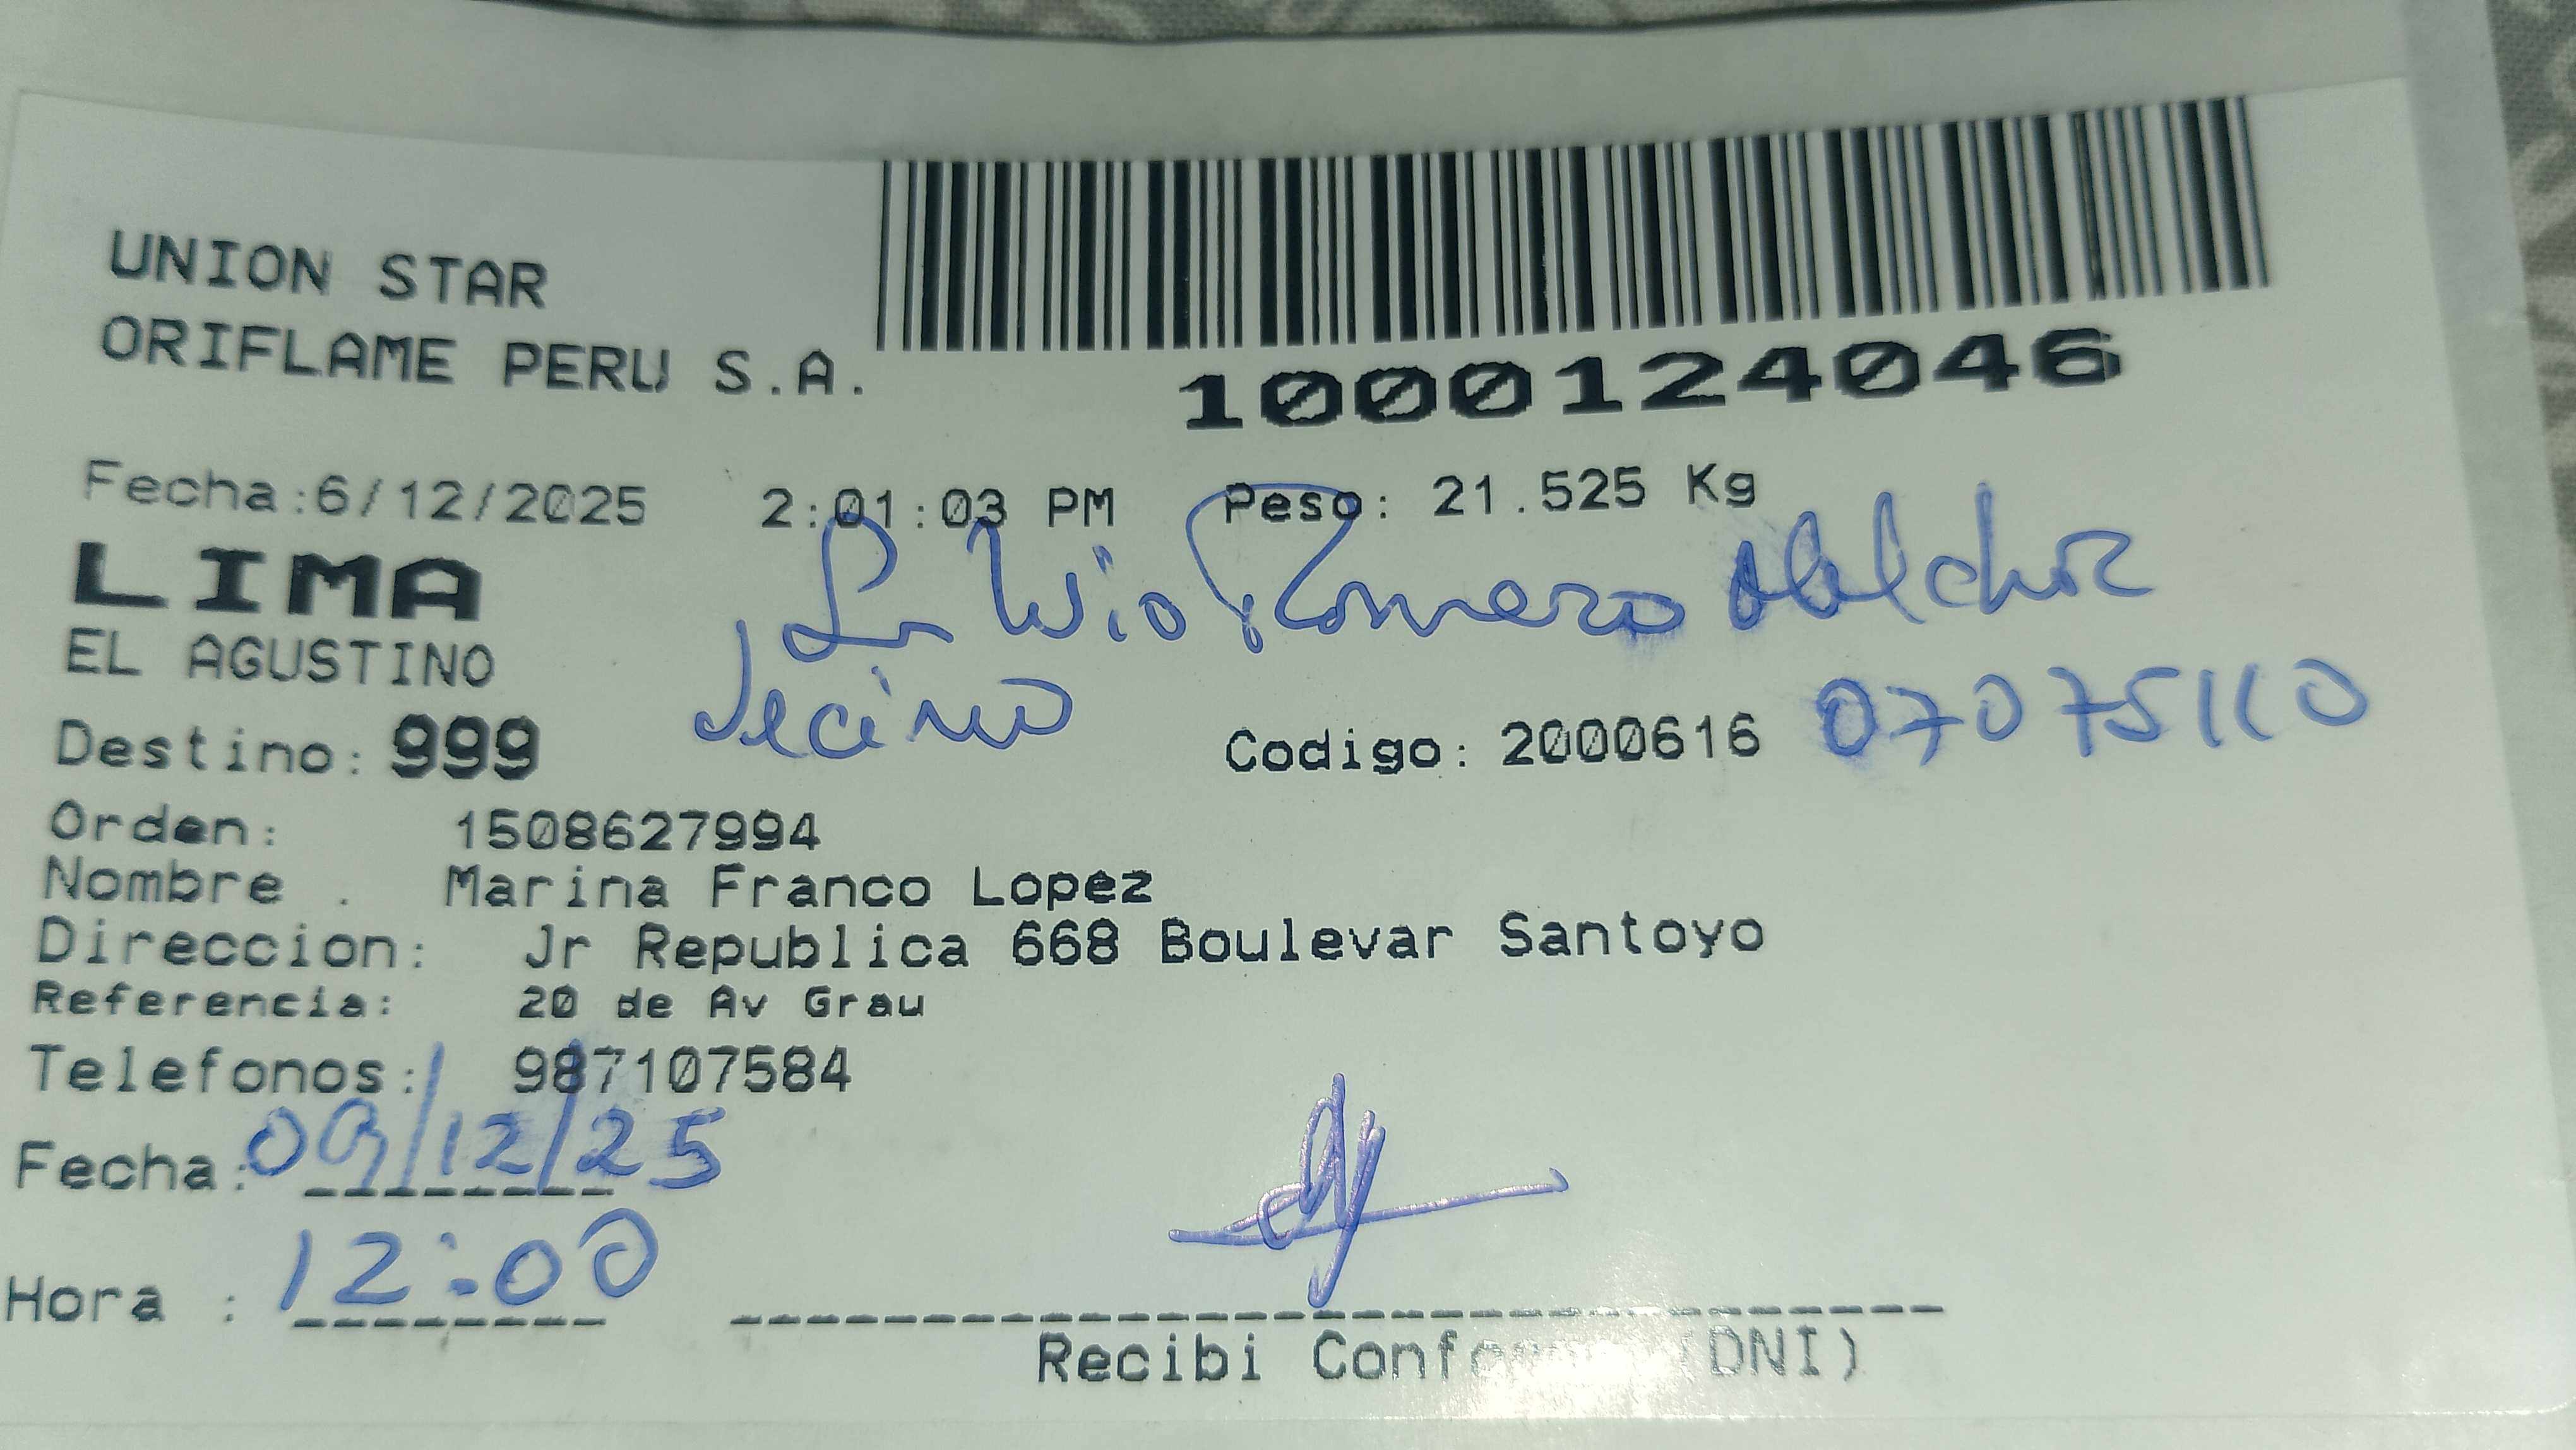 UNION STAR
ORIFLAME PERU S.A.
1000124046
Fecha:6/12/2025 2:01:03 PM Peso: 21.525 Kg
LIMA
Romero Melchor
EL AGUSTINO
Vecino
07075110
Destino: 999 Codigo: 2000616
Orden: 1508627994
Nombre . Marina Franco Lopez
Direccion: Jr Republica 668 Boulevar Santoyo
Referencia: 20 de Av Grau
Telefonos: 987107584
Fecha: 09/12/25
Hora : 12:00
Recibi Conforme (DNI)